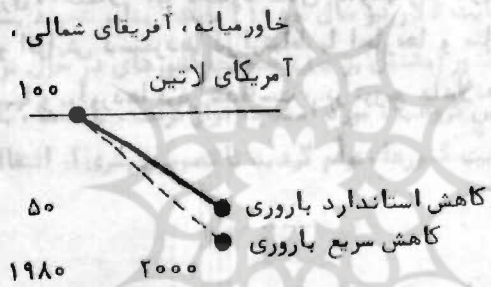 خاورمیانه، آفریقای شمالی،
آمریکای لاتین
۱۰۰
۵۰
کاهش استاندارد باروری
کاهش سریع باروری
۱۹۸۰ ۲۰۰۰